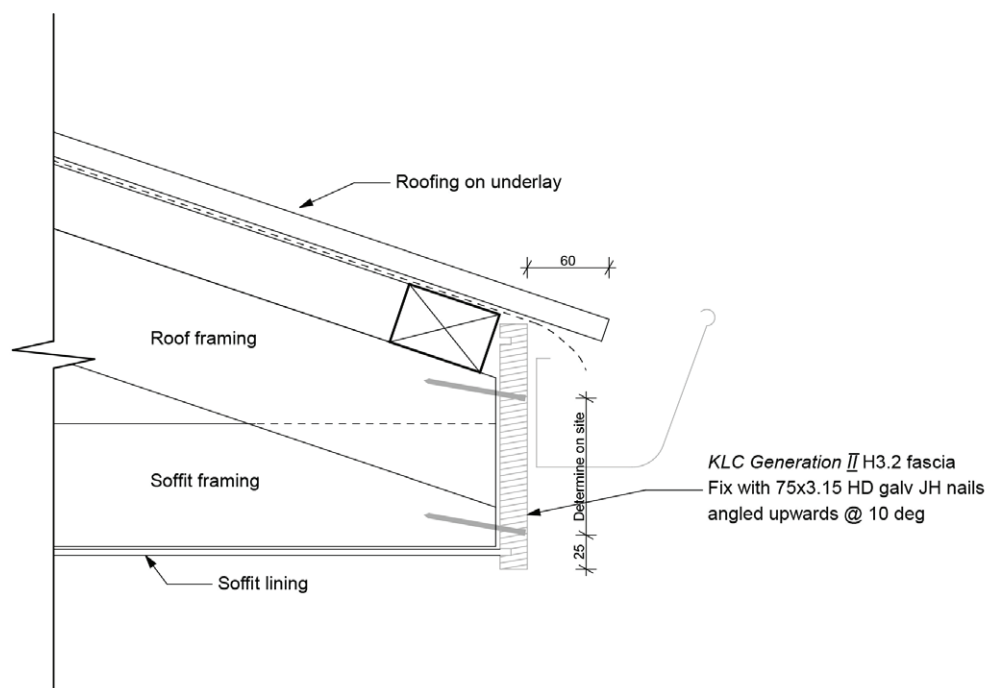 Roofing on underlay
60
Roof framing
Determine on site
KLC Generation II H3.2 fascia
Fix with 75x3.15 HD galv JH nails
angled upwards @ 10 deg
Soffit framing
25
Soffit lining